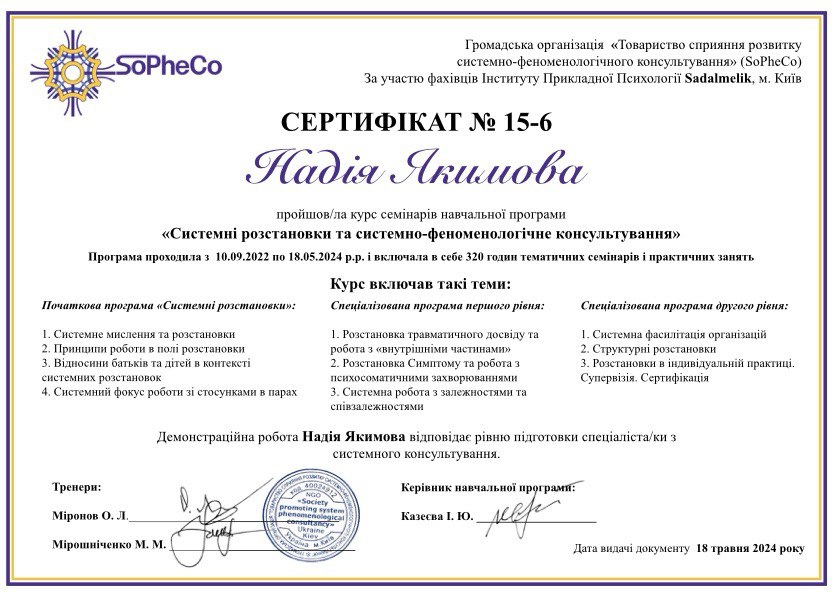 SoPheCo
Громадська організація «Товариство сприяння розвитку
системно-феноменологічного консультування» (SoPheCo)
За участю фахівців Інституту Прикладної Психології Sadalmelik, м. Київ
СЕРТИФІКАТ № 15-6
Надія Якимова
пройшов/ла курс семінарів навчальної програми
«Системні розстановки та системно-феноменологічне консультування»
Програма проходила з 10.09.2022 по 18.05.2024 р.р. і включала в себе 320 годин тематичних семінарів і практичних занять
Курс включав такі теми:
Початкова програма «Системні розстановки»:
1. Системне мислення та розстановки
2. Принципи роботи в полі розстановки
3. Відносини батьків та дітей в контексті
системних розстановок
4. Системний фокус роботи зі стосунками в парах
Спеціалізована програма першого рівня:
1. Розстановка травматичного досвіду та
робота з «внутрішніми частинами»
2. Розстановка Симптому та робота з
психосоматичними захворюваннями
3. Системна робота з залежностями та
співзалежностями
Спеціалізована програма другого рівня:
1. Системна фасилітація організацій
2. Структурні розстановки
3. Розстановки в індивідуальній практиці.
Супервізія. Сертифікація
Демонстраційна робота Надія Якимова відповідає рівню підготовки спеціаліста/ки з
системного консультування.
Тренери:
Міронов О. Л.
Мірошніченко М. М.
NGO
«Society
promoting system
phenomenological
consultancy»
Ukraine
Kiev
Україна м.Київ
Керівник навчальної програми:
Казєєва І. Ю.
Дата видачі документу 18 травня 2024 року